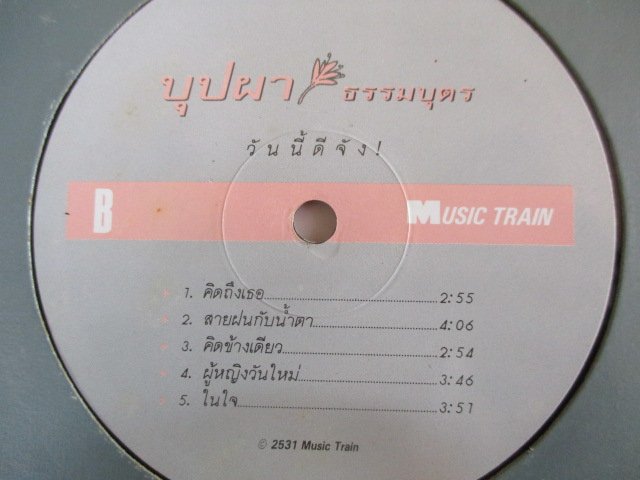 บุปผา ธรรมบุตร
วันนี้ดีจัง!
B MUSIC TRAIN
1. คิดถึงเธอ 2:55
2. สายฝนกับน้ำตา 4:06
3. คิดข้างเดียว 2:54
4. ผู้หญิงวันใหม่ 3:46
5. ในใจ 3:51
© 2531 Music Train